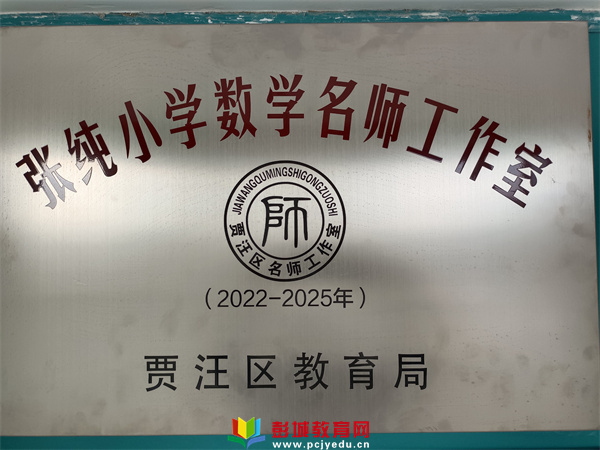 张纯小学数学名师工作室
JIAWANGQUMINGSHIGONGZUOSHI
師
贾汪区名师工作室
(2022-2025年)
贾汪区教育局
彭城教育网
www.pcjyedu.cn